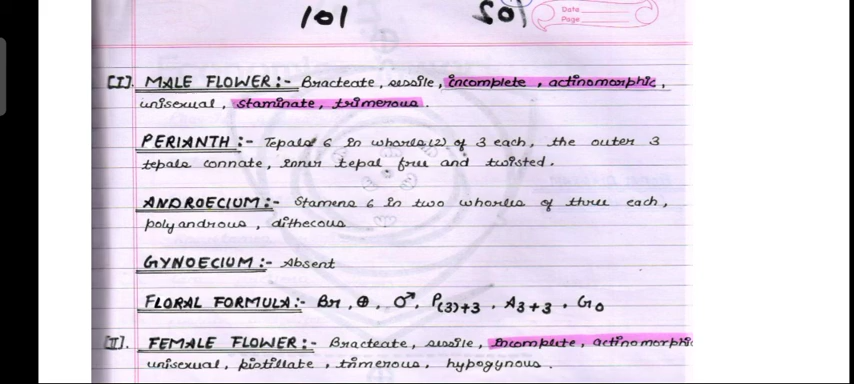 101
Date
Page
[I]. MALE FLOWER :- Bracteate, sessile, incomplete, actinomorphic,
unisexual, staminate, trimerous.
PERIANTH :- Tepals 6 in whorls (2) of 3 each, the outer 3
tepals connate, inner tepal free and twisted.
ANDROECIUM :- Stamens 6 in two whorles of three each,
polyandrous, dithecous
GYNOECIUM :- Absent
FLORAL FORMULA :- Br, ⊕, ♂, P(3)+3, A3+3, G0
[II]. FEMALE FLOWER :- Bracteate, sessile, incomplete, actinomorphic
unisexual, pistillate, trimerous, hypogynous.